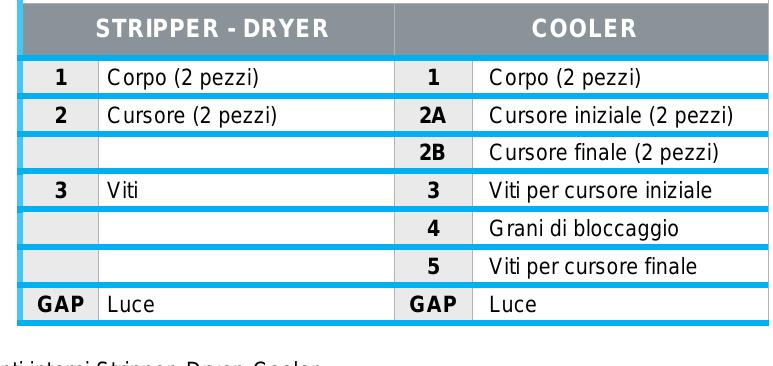 STRIPPER - DRYER COOLER
1 Corpo (2 pezzi) 1 Corpo (2 pezzi)
2 Cursore (2 pezzi) 2A Cursore iniziale (2 pezzi)
2B Cursore finale (2 pezzi)
3 Viti 3 Viti per cursore iniziale
4 Grani di bloccaggio
5 Viti per cursore finale
GAP Luce GAP Luce